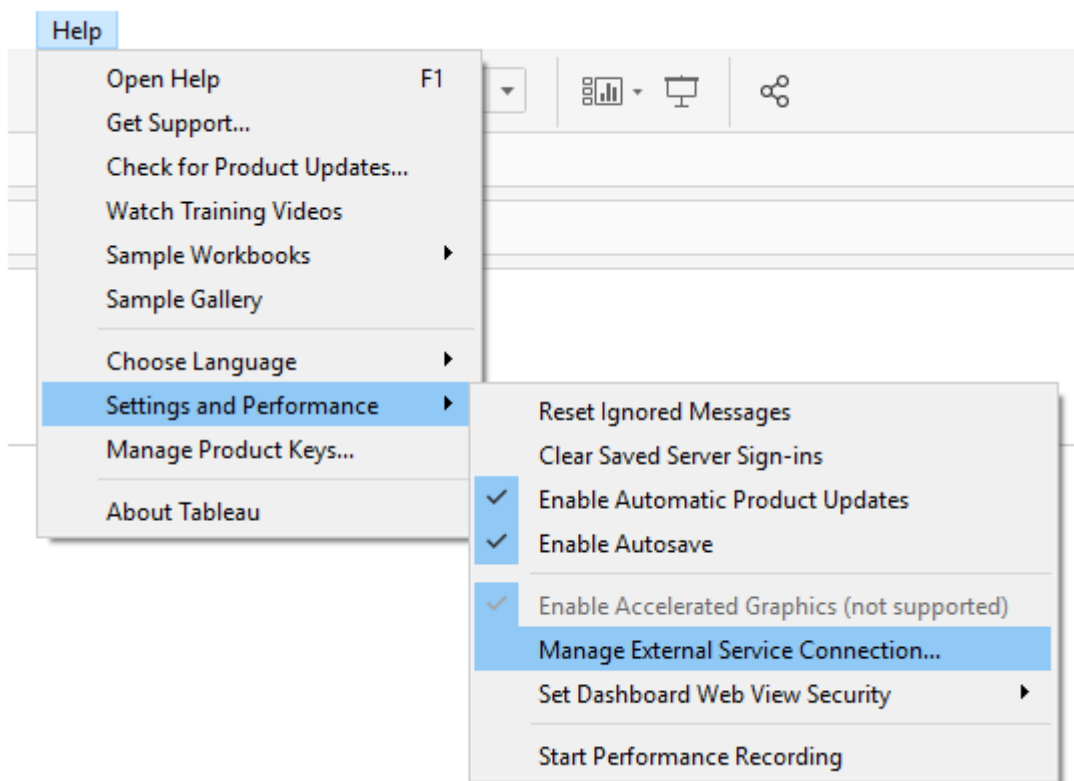 Help
Open Help F1
Get Support...
Check for Product Updates...
Watch Training Videos
Sample Workbooks
Sample Gallery
Choose Language
Settings and Performance
Manage Product Keys...
About Tableau
Reset Ignored Messages
Clear Saved Server Sign-ins
Enable Automatic Product Updates
Enable Autosave
Enable Accelerated Graphics (not supported)
Manage External Service Connection...
Set Dashboard Web View Security
Start Performance Recording